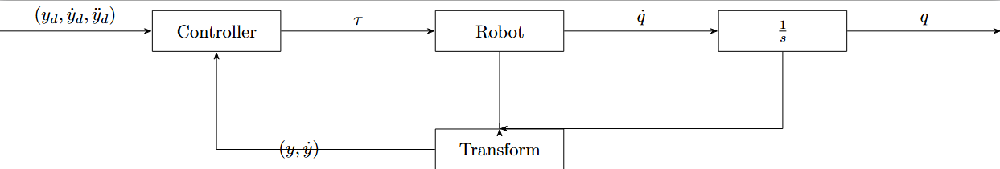 (y_d, ẏ_d, ÿ_d)
Controller
τ
Robot
q̇
1/s
q
(y, ẏ)
Transform